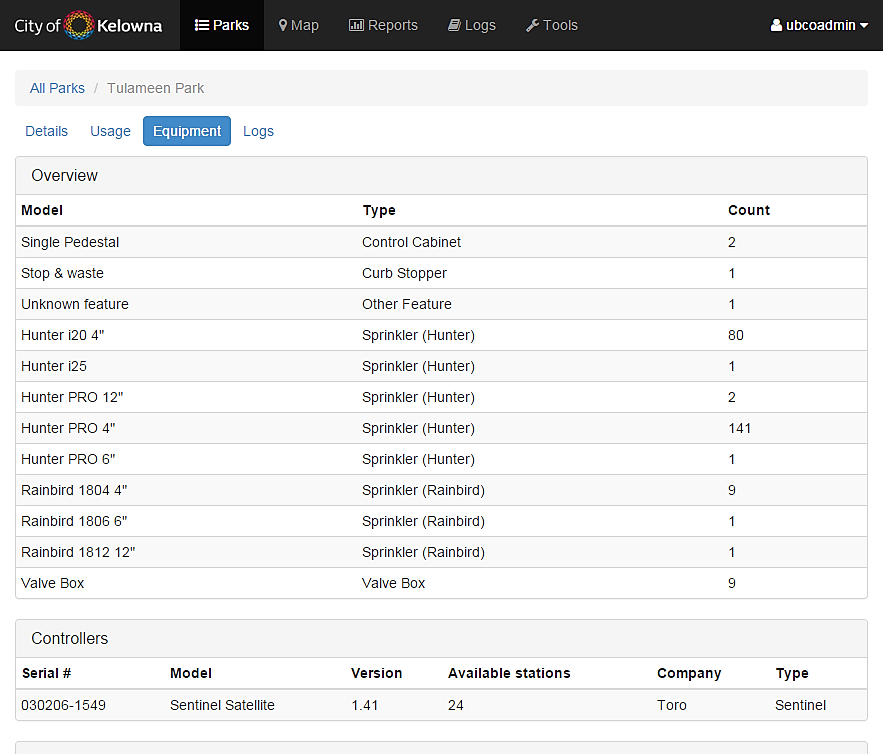 City of Kelowna Parks Map Reports Logs Tools ubcoadmin
All Parks / Tulameen Park
Details Usage Equipment Logs
Overview
Model Type Count
Single Pedestal Control Cabinet 2
Stop & waste Curb Stopper 1
Unknown feature Other Feature 1
Hunter i20 4" Sprinkler (Hunter) 80
Hunter i25 Sprinkler (Hunter) 1
Hunter PRO 12" Sprinkler (Hunter) 2
Hunter PRO 4" Sprinkler (Hunter) 141
Hunter PRO 6" Sprinkler (Hunter) 1
Rainbird 1804 4" Sprinkler (Rainbird) 9
Rainbird 1806 6" Sprinkler (Rainbird) 1
Rainbird 1812 12" Sprinkler (Rainbird) 1
Valve Box Valve Box 9
Controllers
Serial # Model Version Available stations Company Type
030206-1549 Sentinel Satellite 1.41 24 Toro Sentinel